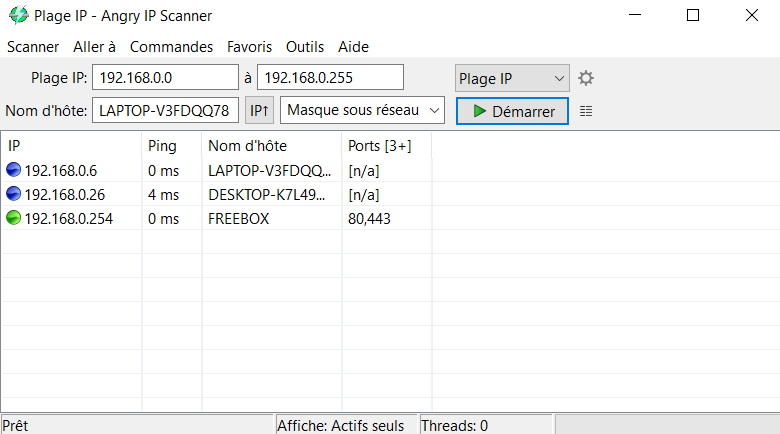 Plage IP - Angry IP Scanner
Scanner Aller à Commandes Favoris Outils Aide
Plage IP: 192.168.0.0 à 192.168.0.255 Plage IP
Nom d'hôte: LAPTOP-V3FDQQ78 IP↑ Masque sous réseau Démarrer
IP Ping Nom d'hôte Ports [3+]
192.168.0.6 0 ms LAPTOP-V3FDQQ... [n/a]
192.168.0.26 4 ms DESKTOP-K7L49... [n/a]
192.168.0.254 0 ms FREEBOX 80,443
Prêt Affiche: Actifs seuls Threads: 0